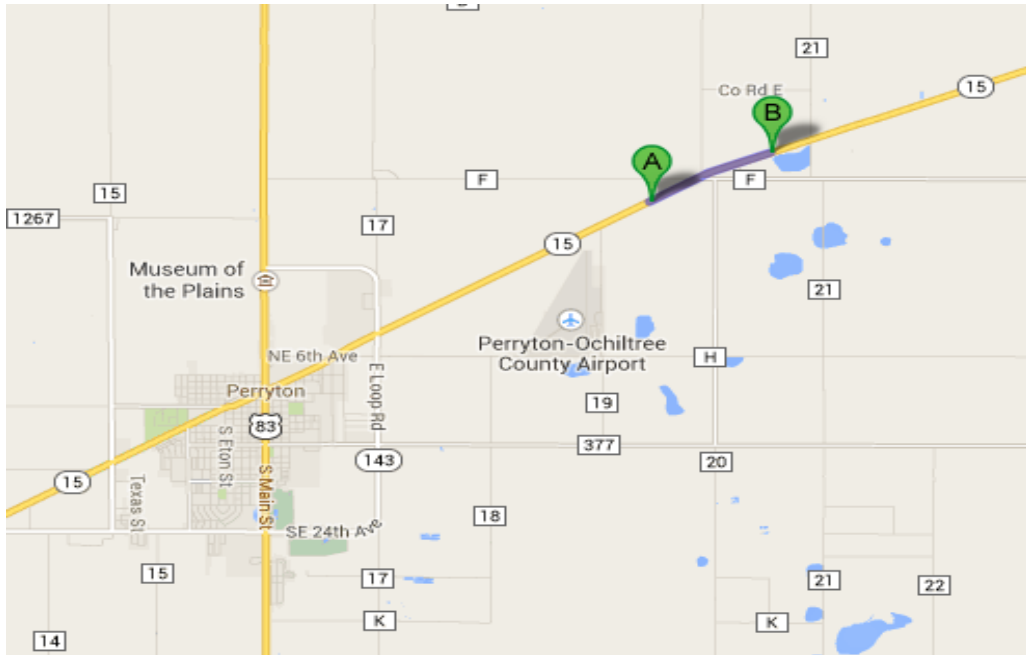 21
Co Rd E
15
B
A
F
F
15
17
1267
15
Museum of
the Plains
21
Perryton-Ochiltree
County Airport
NE 6th Ave
H
E Loop Rd
Perryton
19
83
S Eton St
377
143
20
15
Texas St
S Main St
18
SE 24th Ave
15
17
21
22
K
K
14